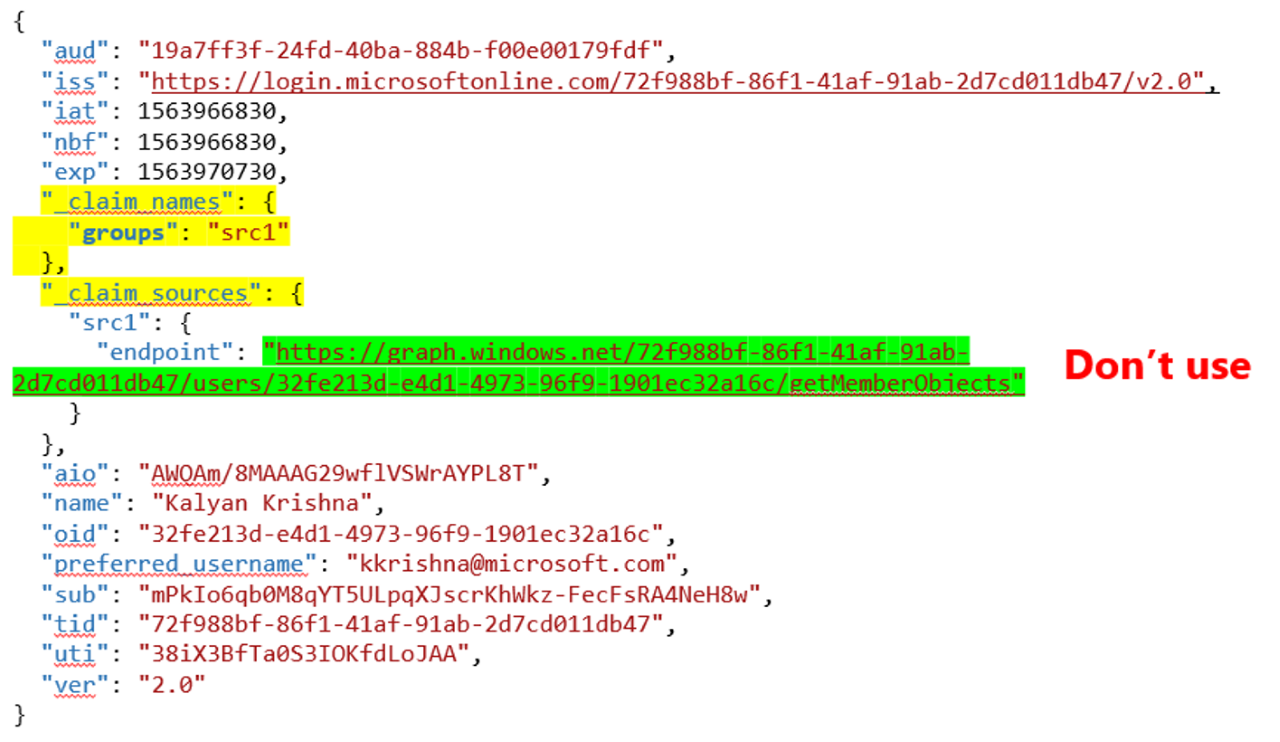 {
"aud": "19a7ff3f-24fd-40ba-884b-f00e00179fdf",
"iss": "https://login.microsoftonline.com/72f988bf-86f1-41af-91ab-2d7cd011db47/v2.0",
"iat": 1563966830,
"nbf": 1563966830,
"exp": 1563970730,
"_claim_names": {
"groups": "src1"
},
"_claim_sources": {
"src1": {
"endpoint": "https://graph.windows.net/72f988bf-86f1-41af-91ab-
2d7cd011db47/users/32fe213d-e4d1-4973-96f9-1901ec32a16c/getMemberObjects"
Don’t use
}
},
"aio": "AWQAm/8MAAAG29wflVSWrAYPL8T",
"name": "Kalyan Krishna",
"oid": "32fe213d-e4d1-4973-96f9-1901ec32a16c",
"preferred_username": "kkrishna@microsoft.com",
"sub": "mPkIo6qb0M8qYT5ULpqXJscrKhWkz-FecFsRA4NeH8w",
"tid": "72f988bf-86f1-41af-91ab-2d7cd011db47",
"uti": "38iX3BfTa0S3IOKfdLoJAA",
"ver": "2.0"
}